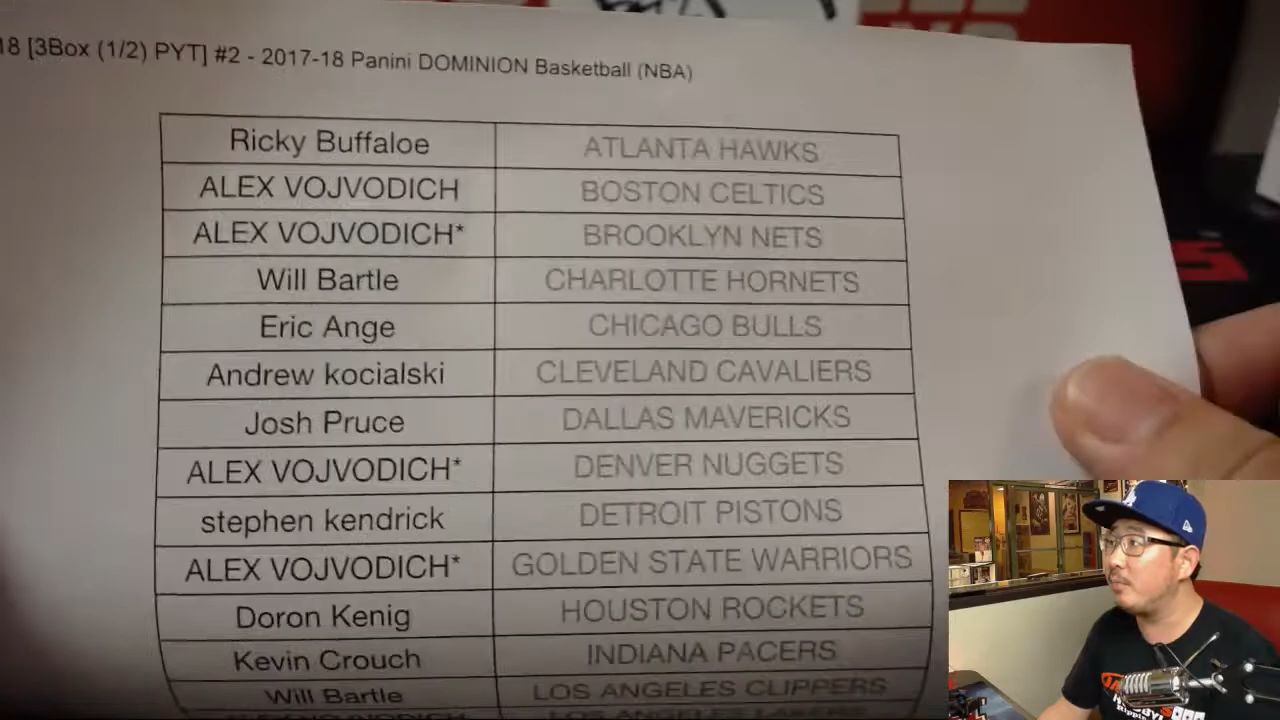 18 [3Box (1/2) PYT] #2 - 2017-18 Panini DOMINION Basketball (NBA)
Ricky Buffaloe ATLANTA HAWKS
ALEX VOJVODICH BOSTON CELTICS
ALEX VOJVODICH* BROOKLYN NETS
Will Bartle CHARLOTTE HORNETS
Eric Ange CHICAGO BULLS
Andrew kocialski CLEVELAND CAVALIERS
Josh Pruce DALLAS MAVERICKS
ALEX VOJVODICH* DENVER NUGGETS
stephen kendrick DETROIT PISTONS
ALEX VOJVODICH* GOLDEN STATE WARRIORS
Doron Kenig HOUSTON ROCKETS
Kevin Crouch INDIANA PACERS
Will Bartle LOS ANGELES CLIPPERS
LOS ANGELES LAKERS